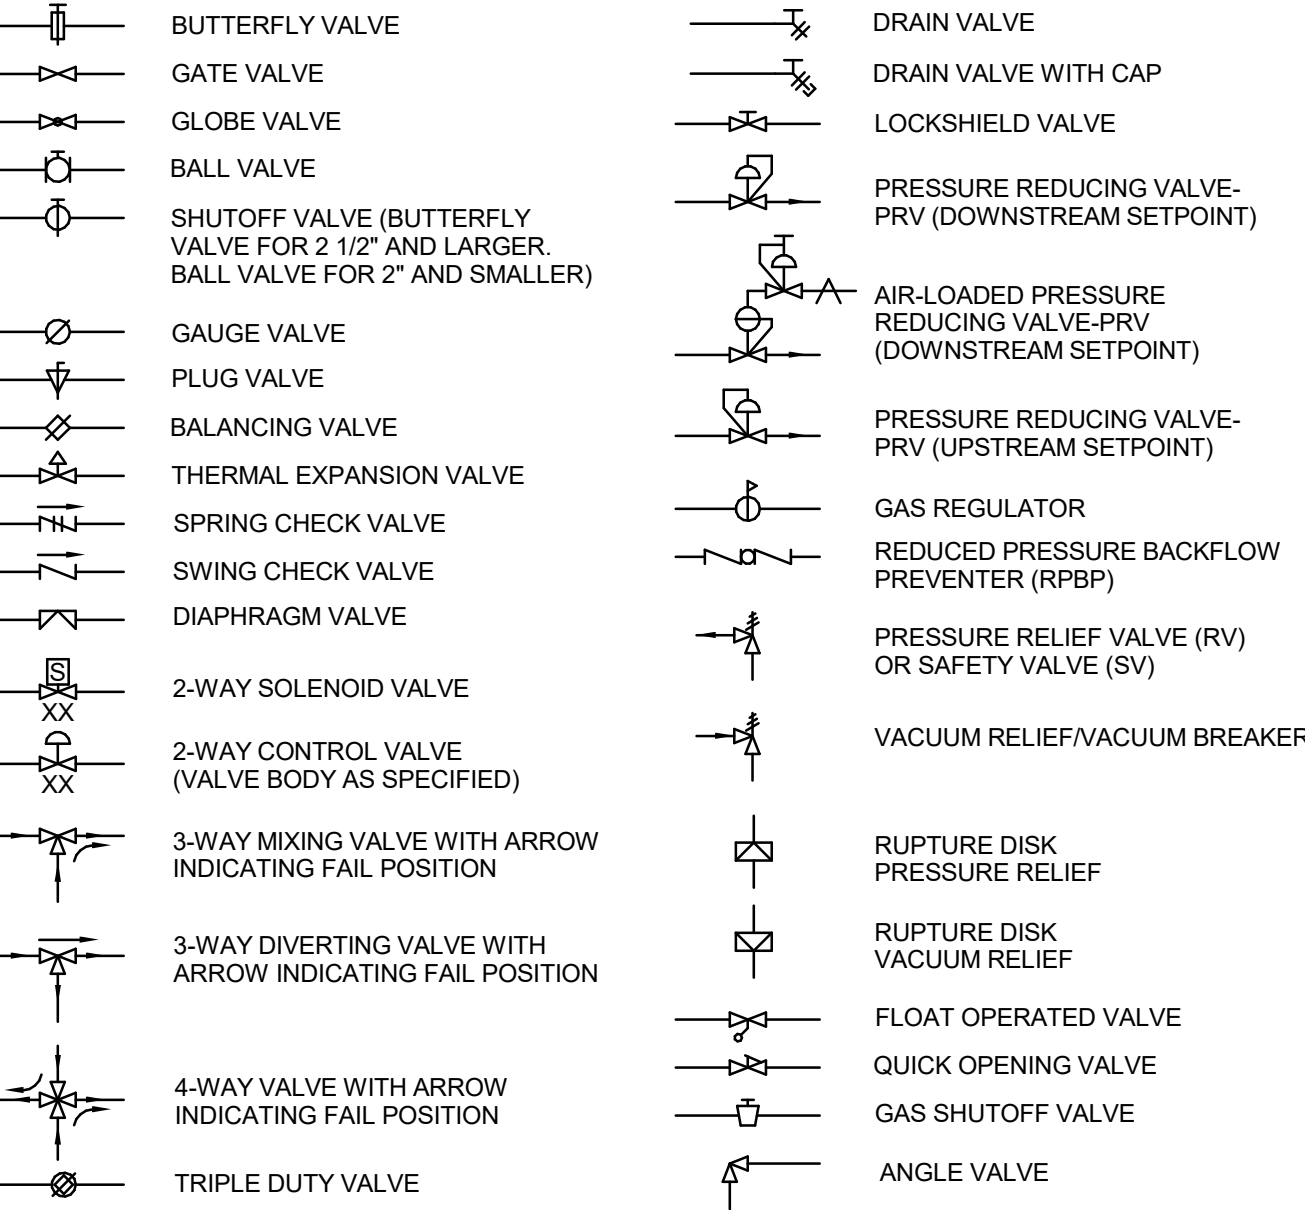 BUTTERFLY VALVE
GATE VALVE
GLOBE VALVE
BALL VALVE
SHUTOFF VALVE (BUTTERFLY
VALVE FOR 2 1/2" AND LARGER.
BALL VALVE FOR 2" AND SMALLER)
GAUGE VALVE
PLUG VALVE
BALANCING VALVE
THERMAL EXPANSION VALVE
SPRING CHECK VALVE
SWING CHECK VALVE
DIAPHRAGM VALVE
S
2-WAY SOLENOID VALVE
XX
2-WAY CONTROL VALVE
(VALVE BODY AS SPECIFIED)
XX
3-WAY MIXING VALVE WITH ARROW
INDICATING FAIL POSITION
3-WAY DIVERTING VALVE WITH
ARROW INDICATING FAIL POSITION
4-WAY VALVE WITH ARROW
INDICATING FAIL POSITION
TRIPLE DUTY VALVE
DRAIN VALVE
DRAIN VALVE WITH CAP
LOCKSHIELD VALVE
PRESSURE REDUCING VALVE-
PRV (DOWNSTREAM SETPOINT)
AIR-LOADED PRESSURE
REDUCING VALVE-PRV
(DOWNSTREAM SETPOINT)
PRESSURE REDUCING VALVE-
PRV (UPSTREAM SETPOINT)
GAS REGULATOR
REDUCED PRESSURE BACKFLOW
PREVENTER (RPBP)
PRESSURE RELIEF VALVE (RV)
OR SAFETY VALVE (SV)
VACUUM RELIEF/VACUUM BREAKER
RUPTURE DISK
PRESSURE RELIEF
RUPTURE DISK
VACUUM RELIEF
FLOAT OPERATED VALVE
QUICK OPENING VALVE
GAS SHUTOFF VALVE
ANGLE VALVE